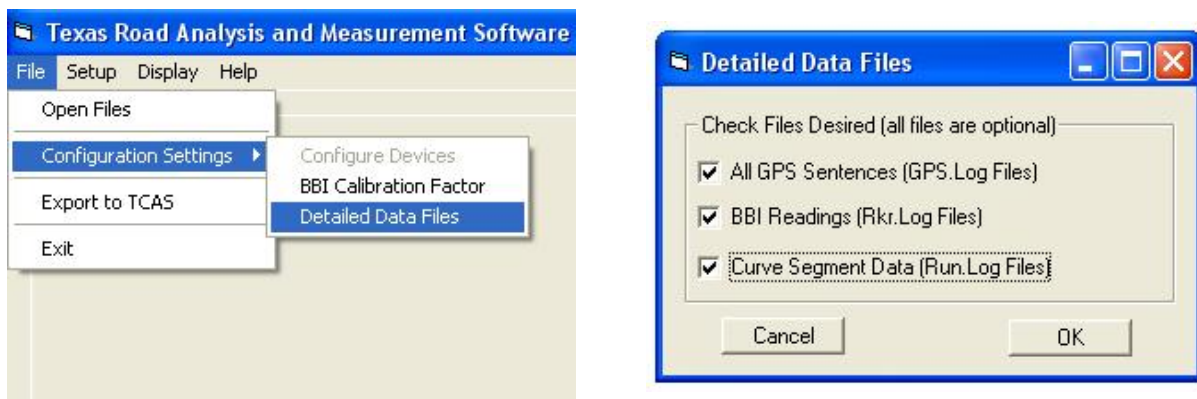 Texas Road Analysis and Measurement Software
File Setup Display Help
Open Files
Configuration Settings
Export to TCAS
Exit
Configure Devices
BBI Calibration Factor
Detailed Data Files
Detailed Data Files
Check Files Desired (all files are optional)
All GPS Sentences (GPS.Log Files)
BBI Readings (Rkr.Log Files)
Curve Segment Data (Run.Log Files)
Cancel OK